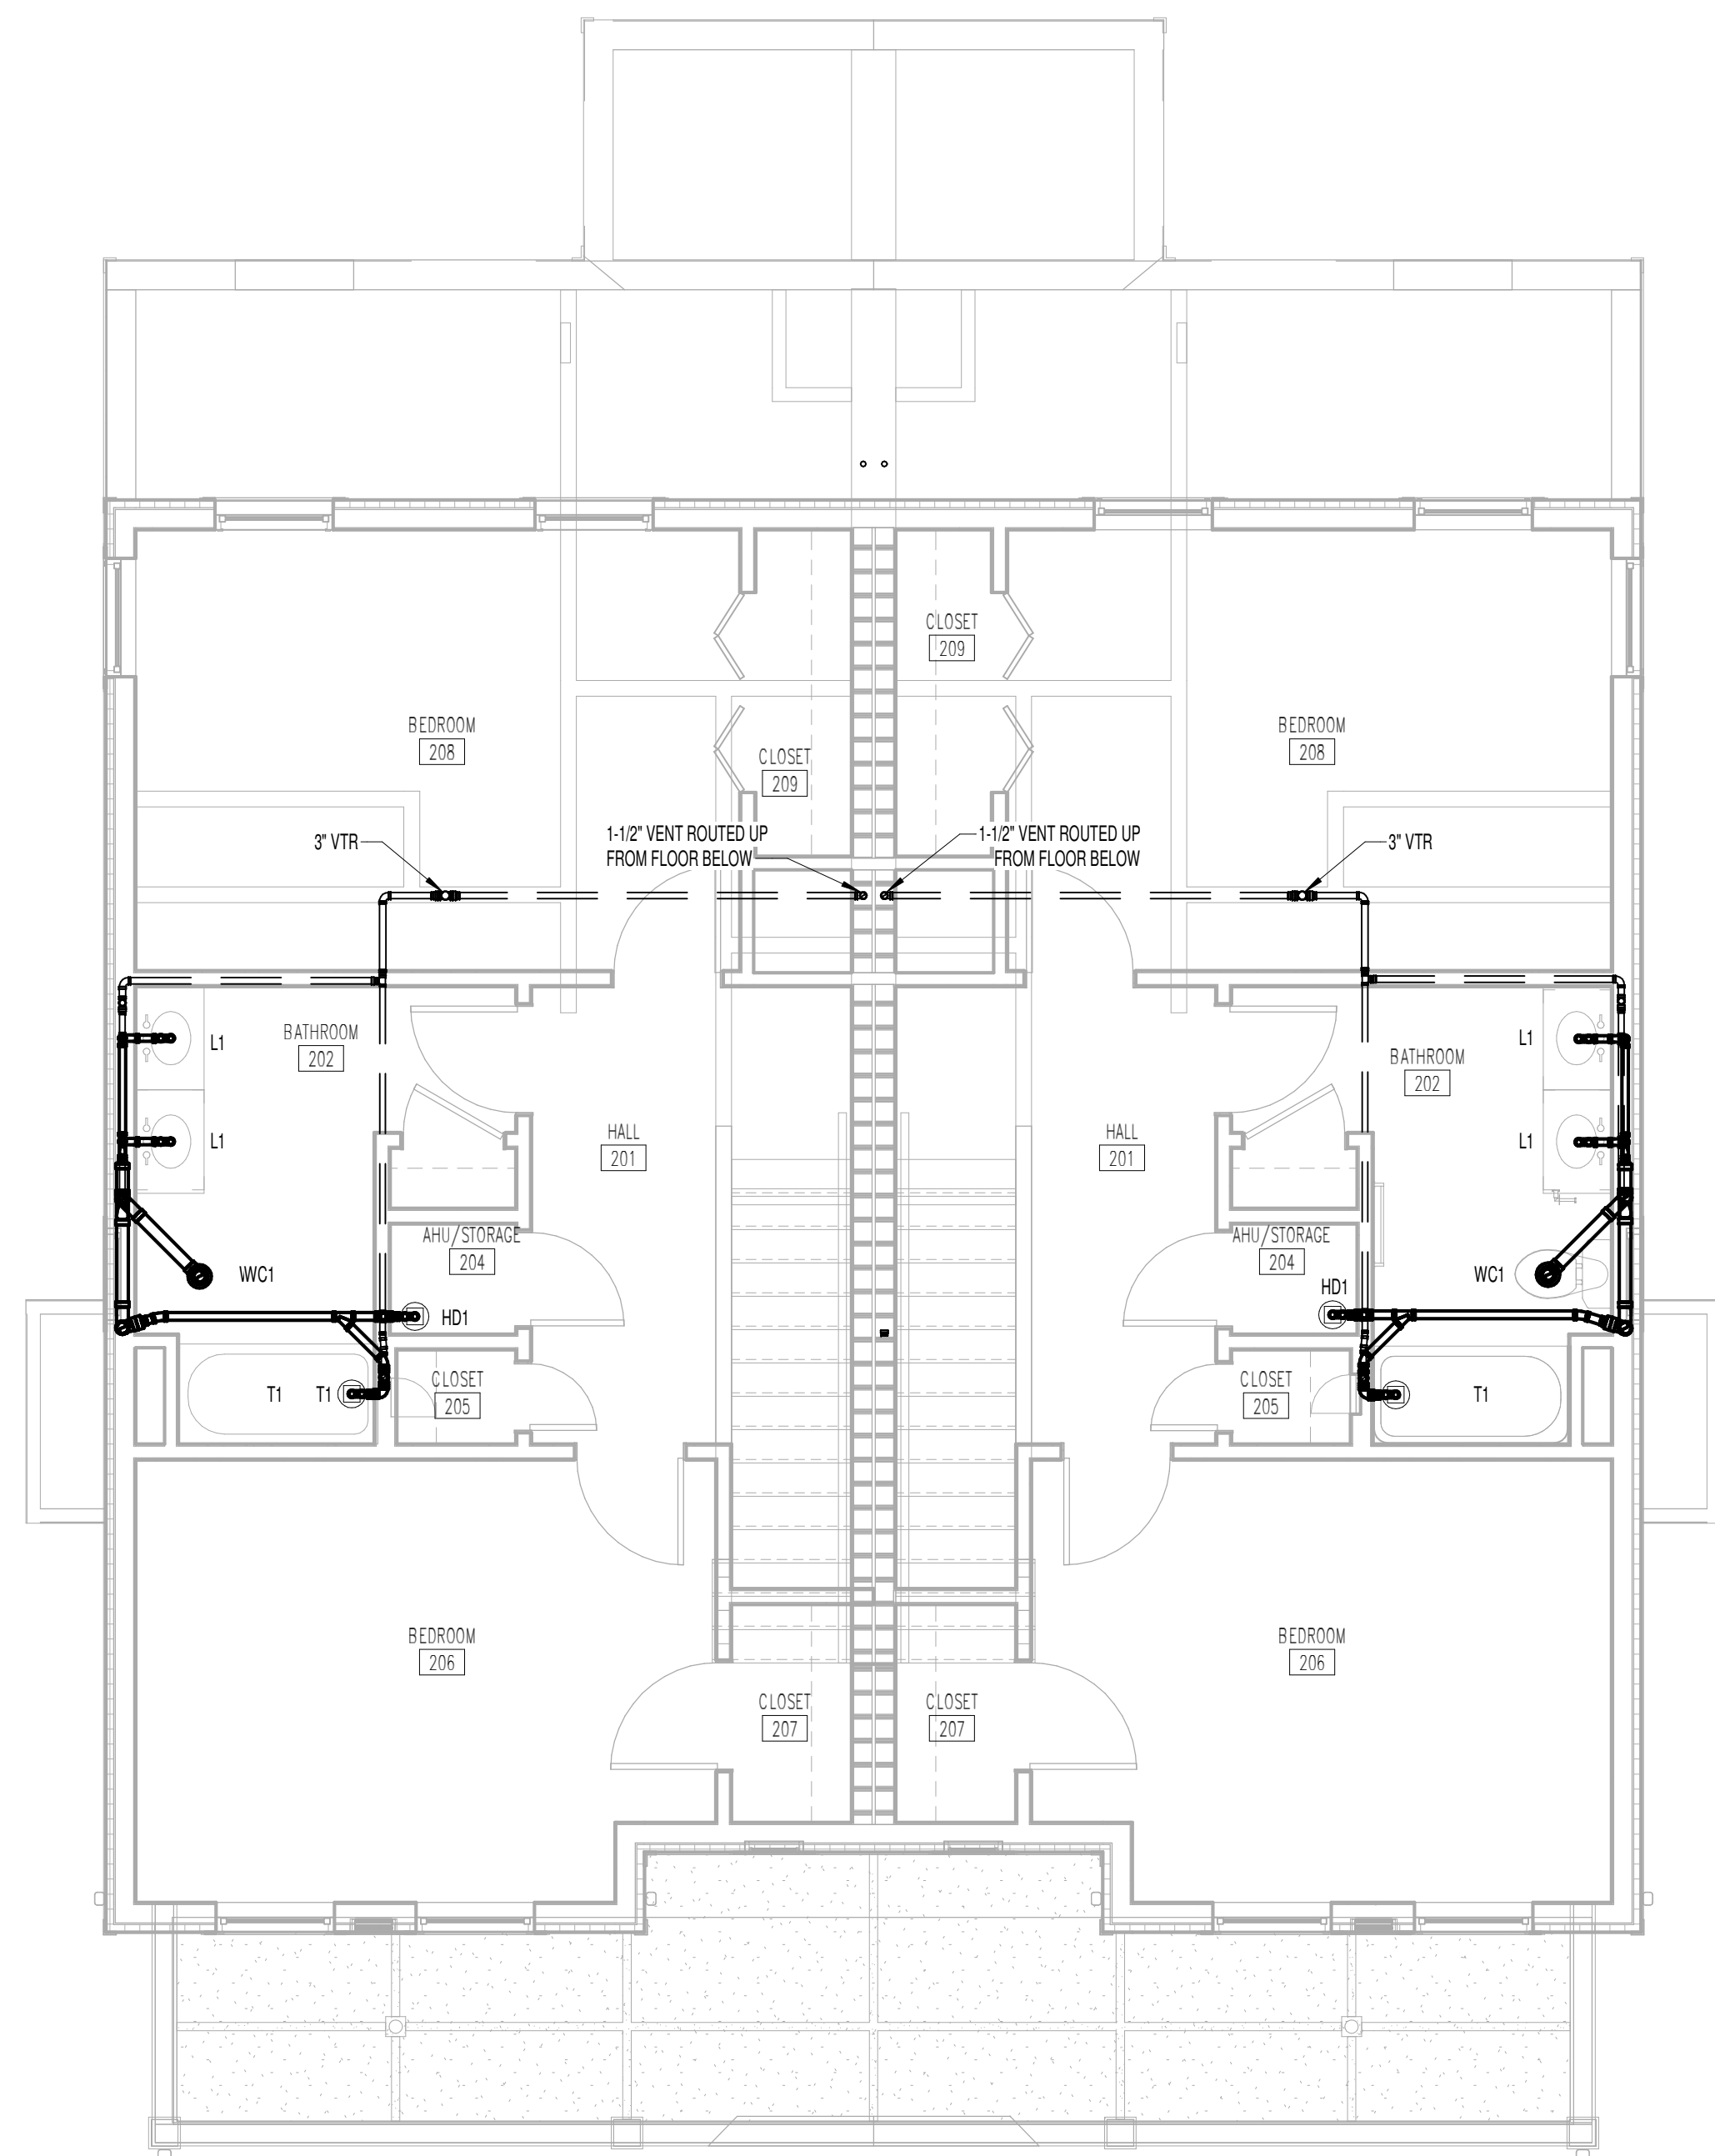 CLOSET
209
BEDROOM
208
BEDROOM
208
CLOSET
209
3" VTR
1-1/2" VENT ROUTED UP
FROM FLOOR BELOW
1-1/2" VENT ROUTED UP
FROM FLOOR BELOW
3" VTR
L1
BATHROOM
202
L1
BATHROOM
202
L1
HALL
201
HALL
201
L1
AHU/STORAGE
204
AHU/STORAGE
204
WC1
WC1
HD1
HD1
T1
T1
CLOSET
205
CLOSET
205
T1
BEDROOM
206
BEDROOM
206
CLOSET
207
CLOSET
207